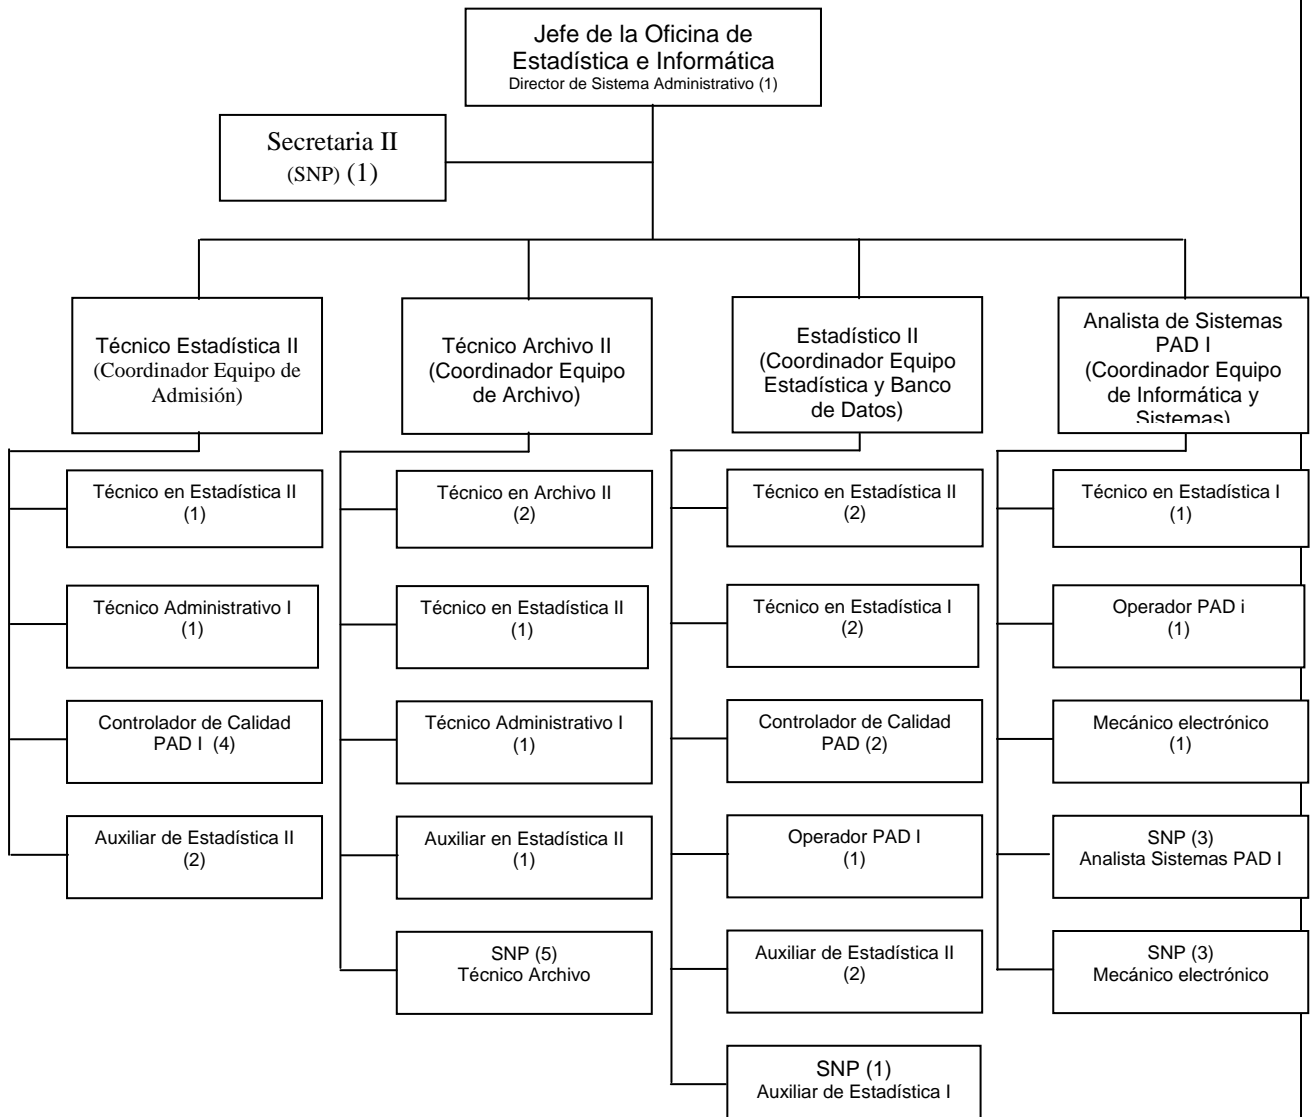 Jefe de la Oficina de
Estadística e Informática
Director de Sistema Administrativo (1)
Secretaria II
(SNP) (1)
Técnico Estadística II
(Coordinador Equipo de
Admisión)
Técnico Archivo II
(Coordinador Equipo
de Archivo)
Estadístico II
(Coordinador Equipo
Estadística y Banco
de Datos)
Analista de Sistemas
PAD I
(Coordinador Equipo
de Informática y
Sistemas)
Técnico en Estadística II
(1)
Técnico Administrativo I
(1)
Controlador de Calidad
PAD I (4)
Auxiliar de Estadística II
(2)
Técnico en Archivo II
(2)
Técnico en Estadística II
(1)
Técnico Administrativo I
(1)
Auxiliar en Estadística II
(1)
SNP (5)
Técnico Archivo
Técnico en Estadística II
(2)
Técnico en Estadística I
(2)
Controlador de Calidad
PAD (2)
Operador PAD I
(1)
Auxiliar de Estadística II
(2)
SNP (1)
Auxiliar de Estadística I
Técnico en Estadística I
(1)
Operador PAD i
(1)
Mecánico electrónico
(1)
SNP (3)
Analista Sistemas PAD I
SNP (3)
Mecánico electrónico